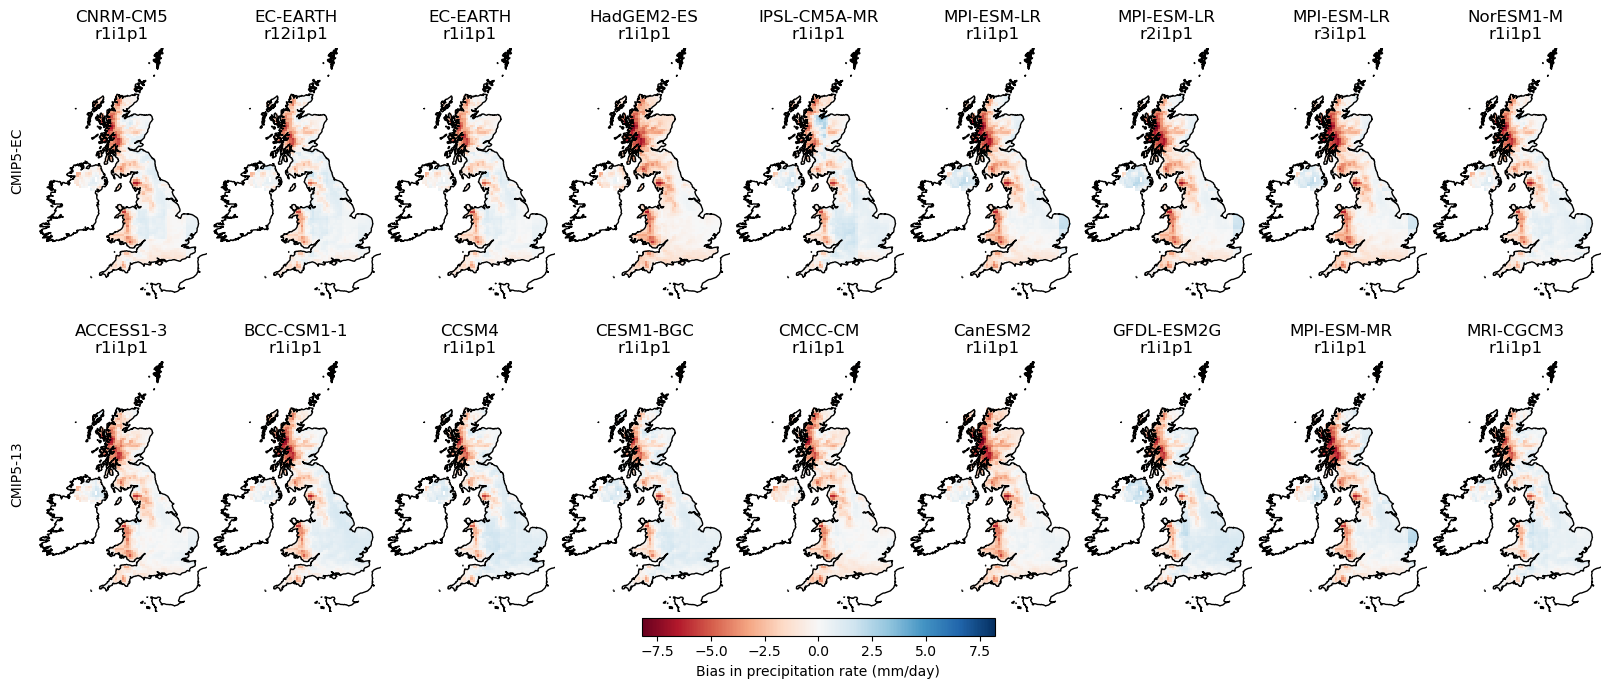 CNRM-CM5 EC-EARTH EC-EARTH HadGEM2-ES IPSL-CM5A-MR MPI-ESM-LR MPI-ESM-LR MPI-ESM-LR NorESM1-M
r1i1p1 r12i1p1 r1i1p1 r1i1p1 r1i1p1 r1i1p1 r2i1p1 r3i1p1 r1i1p1
CMIP5-EC
ACCESS1-3 BCC-CSM1-1 CCSM4 CESM1-BGC CMCC-CM CanESM2 GFDL-ESM2G MPI-ESM-MR MRI-CGCM3
r1i1p1 r1i1p1 r1i1p1 r1i1p1 r1i1p1 r1i1p1 r1i1p1 r1i1p1 r1i1p1
CMIP5-13
−7.5 −5.0 −2.5 0.0 2.5 5.0 7.5
Bias in precipitation rate (mm/day)